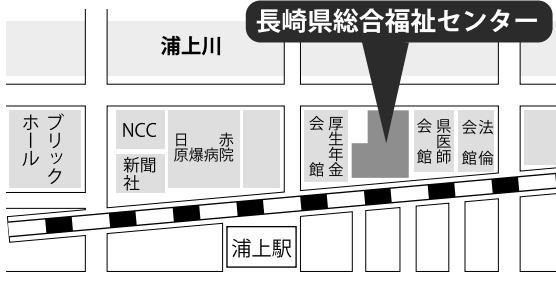 長崎県総合福祉センター
浦上川
ブリック
ホール
NCC
新聞
社
日赤
原爆病院
厚生年金
会館
県医師
会館
法倫
会館
浦上駅